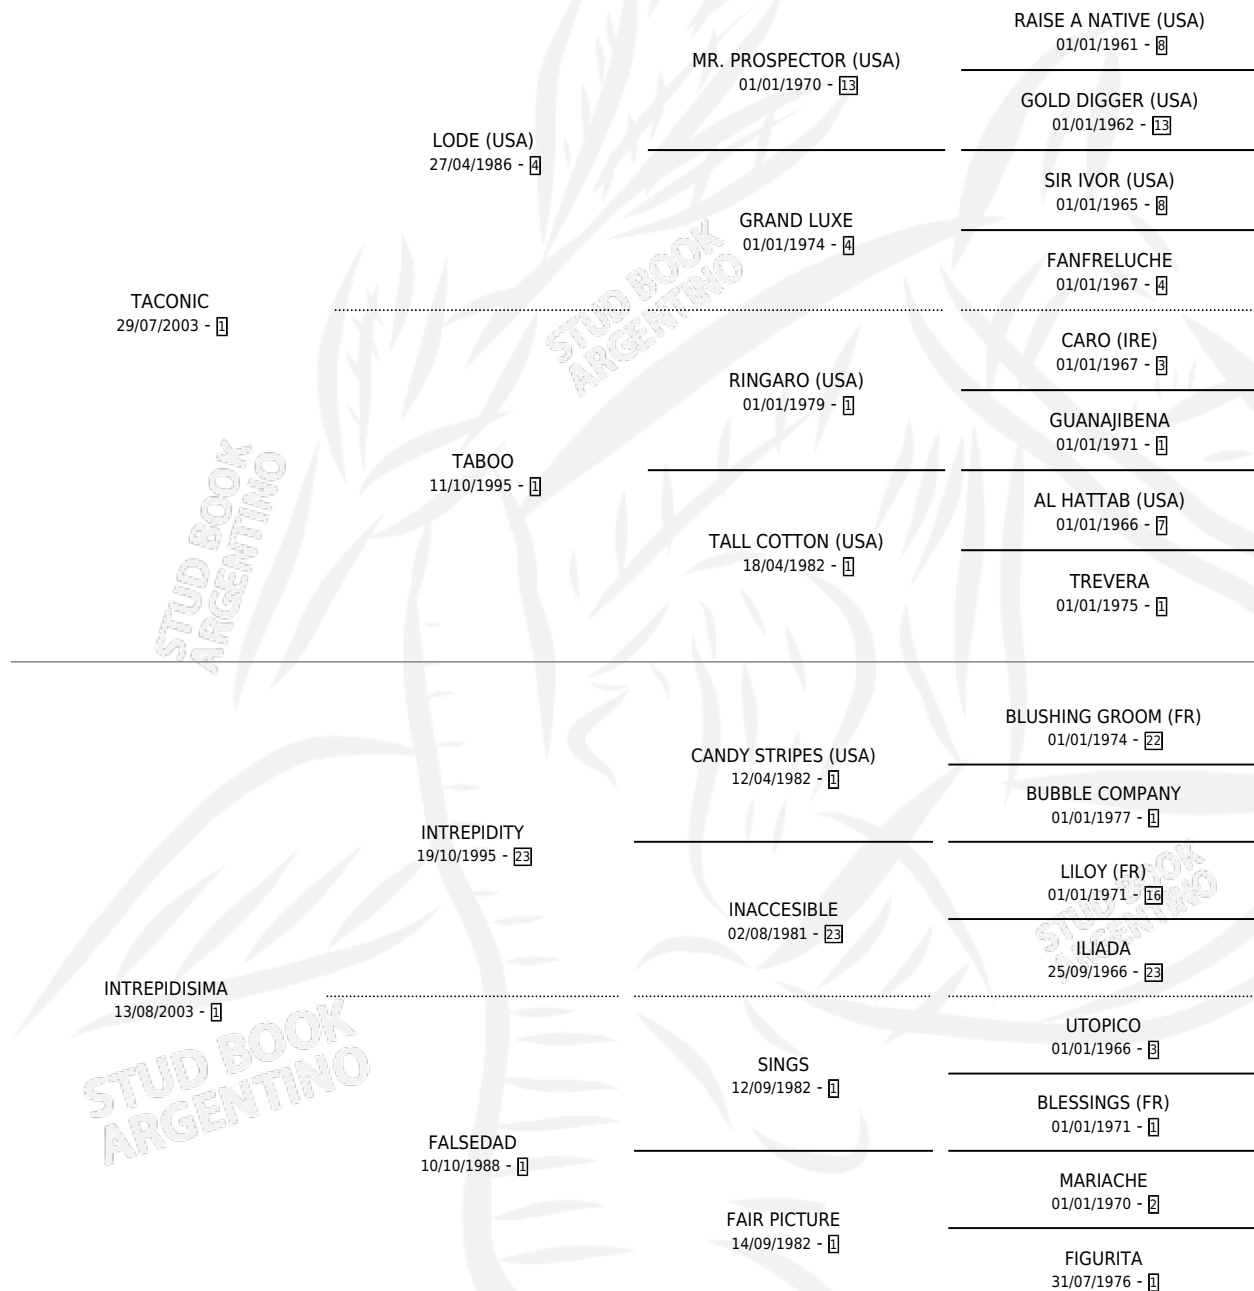 RAISE A NATIVE (USA)
01/01/1961 - 8
MR. PROSPECTOR (USA)
01/01/1970 - 13
GOLD DIGGER (USA)
01/01/1962 - 13
LODE (USA)
27/04/1986 - 4
SIR IVOR (USA)
01/01/1965 - 8
GRAND LUXE
01/01/1974 - 4
FANFRELUCHE
01/01/1967 - 4
TACONIC
29/07/2003 - 1
STUD BOOK
ARGENTINO
CARO (IRE)
01/01/1967 - 3
RINGARO (USA)
01/01/1979 - 1
GUANAJIBENA
01/01/1971 - 1
TABOO
11/10/1995 - 1
AL HATTAB (USA)
01/01/1966 - 7
TALL COTTON (USA)
18/04/1982 - 1
TREVERA
01/01/1975 - 1
STUD BOOK
ARGENTINO
BLUSHING GROOM (FR)
01/01/1974 - 22
CANDY STRIPES (USA)
12/04/1982 - 1
BUBBLE COMPANY
01/01/1977 - 1
INTREPIDITY
19/10/1995 - 23
LILOY (FR)
01/01/1971 - 16
INACCESIBLE
02/08/1981 - 23
STUD BOOK
ARGENTINO
ILIADA
25/09/1966 - 23
INTREPIDISIMA
13/08/2003 - 1
STUD BOOK
ARGENTINO
UTOPICO
01/01/1966 - 3
SINGS
12/09/1982 - 1
BLESSINGS (FR)
01/01/1971 - 1
FALSEDAD
10/10/1988 - 1
MARIACHE
01/01/1970 - 2
FAIR PICTURE
14/09/1982 - 1
FIGURITA
31/07/1976 - 1